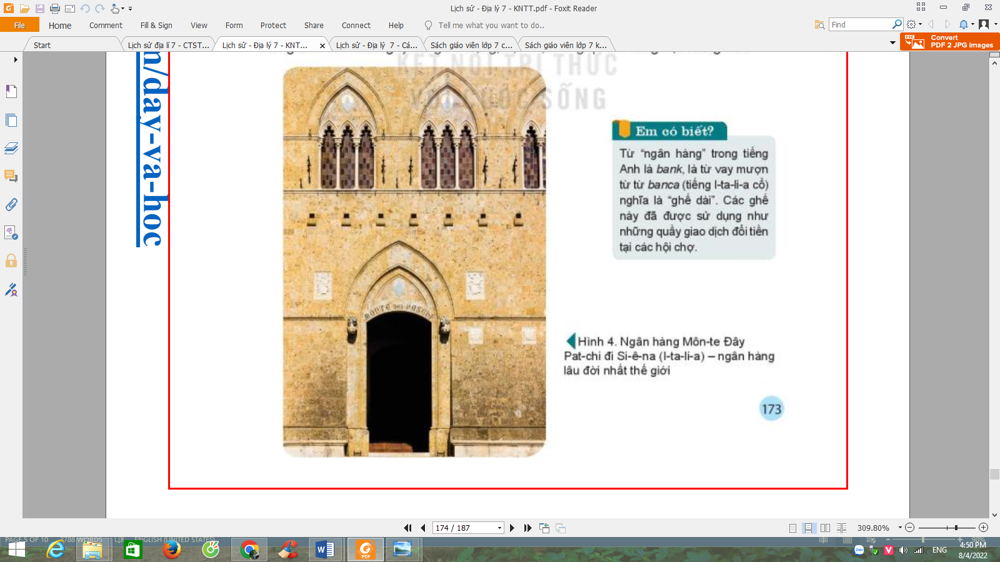 Lịch sử - Địa lý 7 - KNTT.pdf - Foxit Reader
File Home Comment Fill & Sign View Form Protect Share Connect Help Tell me what you want to do.. Find
Start Lịch sử địa lí 7 - CTST... Lịch sử - Địa lý 7 - KNT... Lịch sử - Địa lý 7 - Cá... Sách giáo viên lớp 7 c... Sách giáo viên lớp 7 k...
Convert
PDF 2 JPG Images
n/day-va-hoc
KẾT NỐI TRI THỨC
SỐNG
Em có biết?
Từ “ngân hàng” trong tiếng
Anh là bank, là từ vay mượn
từ từ banca (tiếng I-ta-li-a cổ)
nghĩa là “ghế dài”. Các ghế
này đã được sử dụng như
những quầy giao dịch đổi tiền
tại các hội chợ.
MONTE DEI PASCHI
Hình 4. Ngân hàng Môn-te Đây
Pat-chi đi Si-ê-na (I-ta-li-a) – ngân hàng
lâu đời nhất thế giới
173
174 / 187
309.80%
PAGE 5 OF 10 2788 WORDS ENGLISH (UNITED STATES) 98%
W PDF Zalo V ENG
4:50 PM
8/4/2022